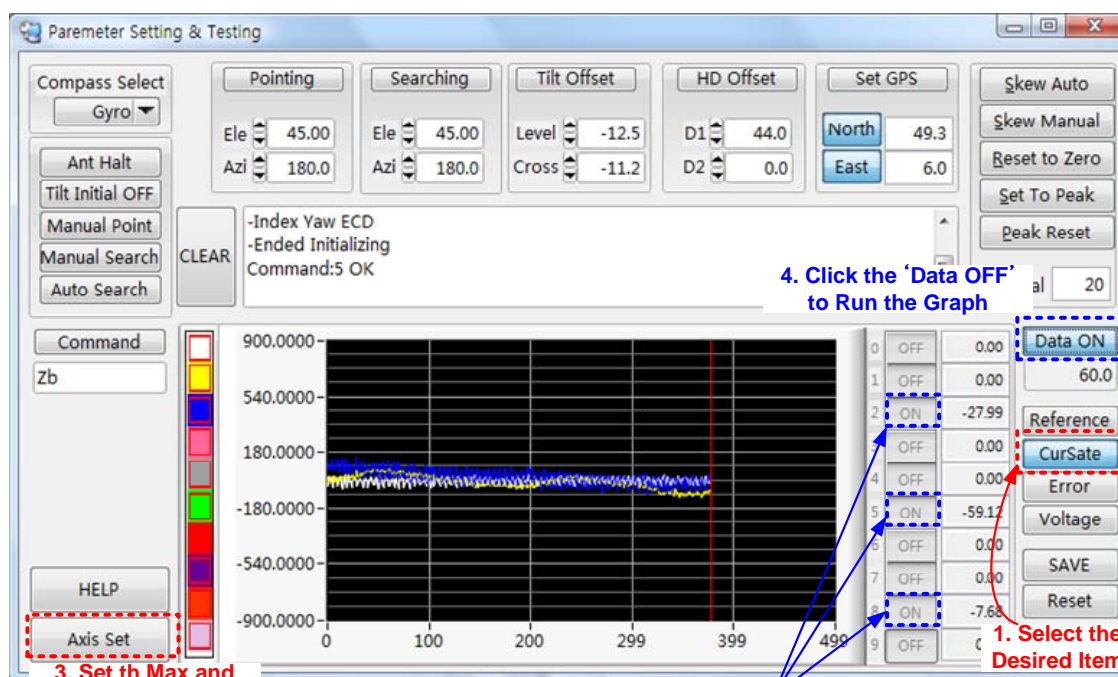 Paremeter Setting & Testing
Compass Select
Gyro
Pointing
Ele 45.00
Azi 180.0
Searching
Ele 45.00
Azi 180.0
Tilt Offset
Level -12.5
Cross -11.2
HD Offset
D1 44.0
D2 0.0
Set GPS
North 49.3
East 6.0
Skew Auto
Skew Manual
Reset to Zero
Set To Peak
Peak Reset
20
Ant Halt
Tilt Initial OFF
Manual Point
Manual Search
Auto Search
CLEAR
-Index Yaw ECD
-Ended Initializing
Command:5 OK
4. Click the ‘Data OFF’
to Run the Graph
Command
Zb
900.0000
540.0000
180.0000
-180.0000
-540.0000
-900.0000
0 100 200 299 399 499
0 OFF 0.00
1 OFF 0.00
2 ON -27.99
OFF 0.00
4 OFF 0.00
5 ON -59.12
6 OFF 0.00
7 OFF 0.00
8 ON -7.68
9 OFF
Data ON
60.0
Reference
CurSate
Error
Voltage
SAVE
Reset
1. Select the
Desired Item
HELP
Axis Set
3. Set th Max and